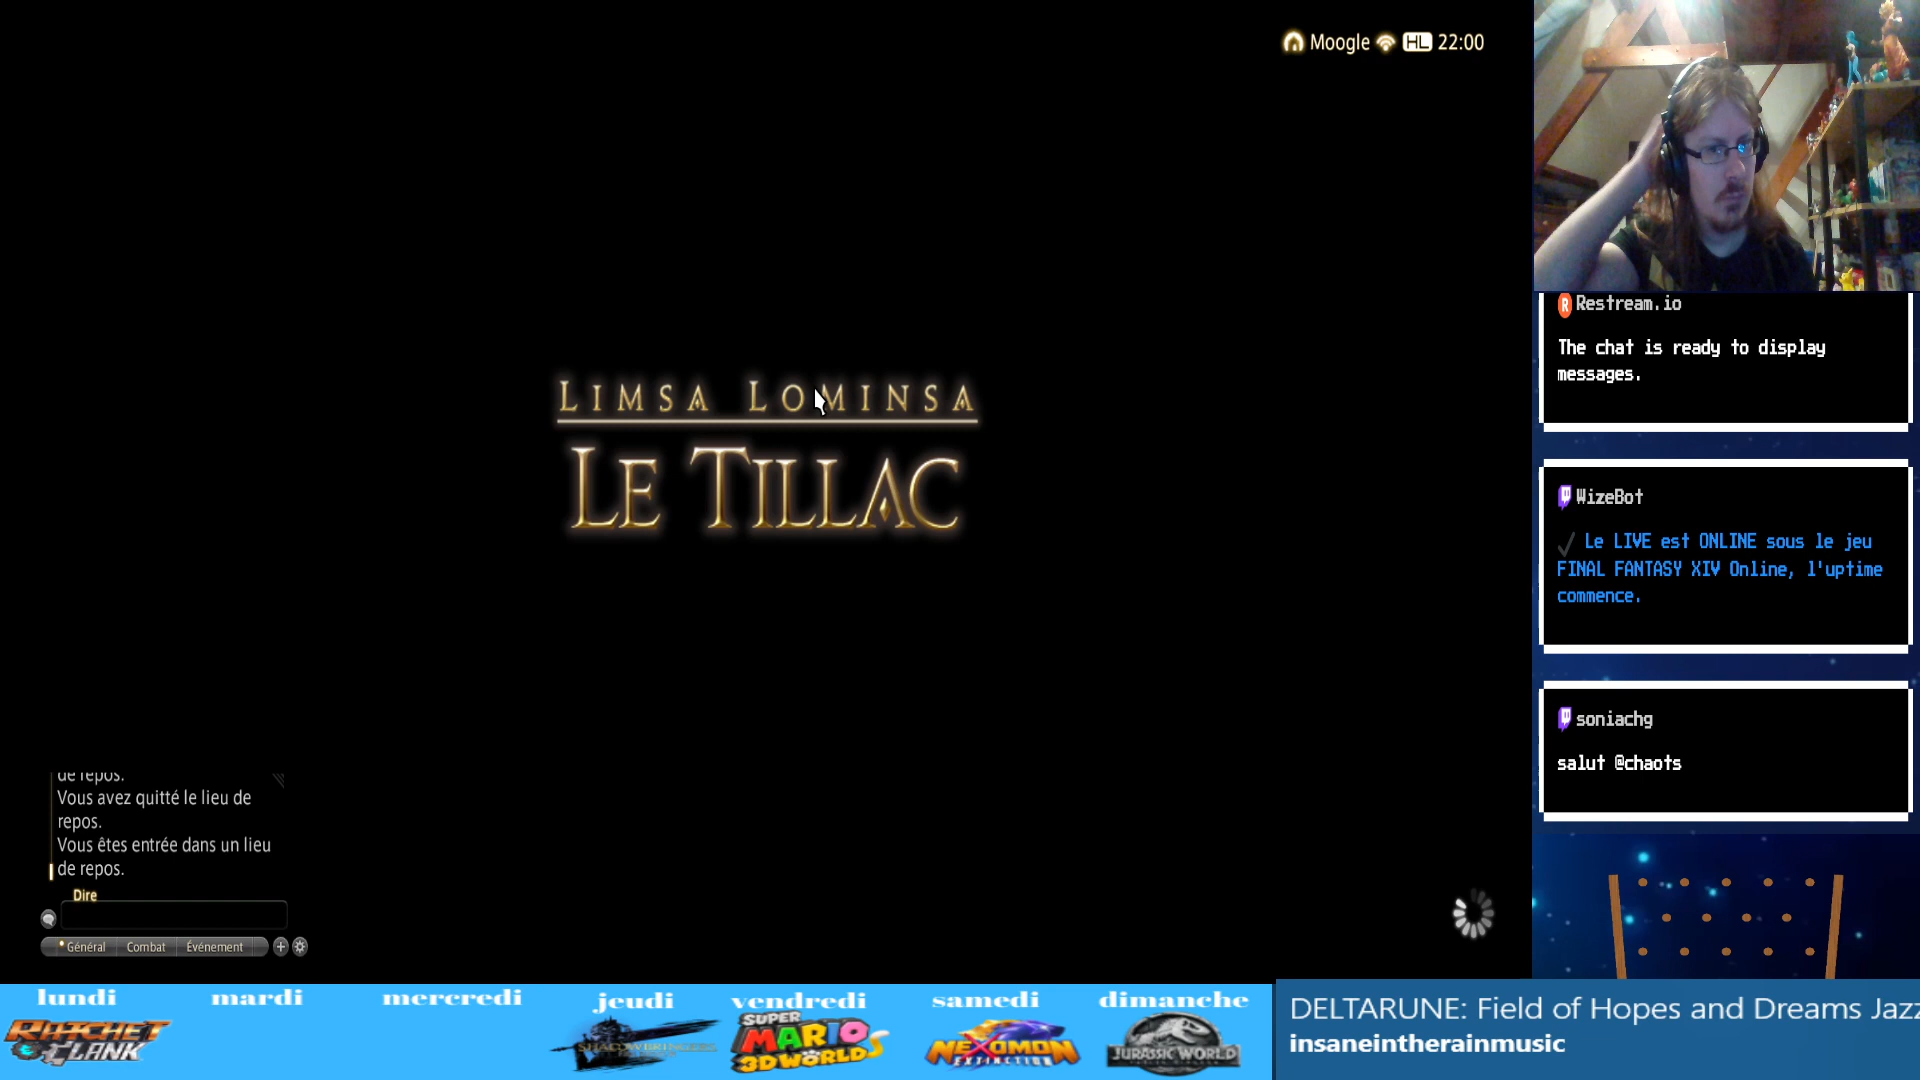 Moogle HL 22:00
LIMSA LOMINSA
LE TILLAC
de repos.
Vous avez quitté le lieu de
repos.
Vous êtes entrée dans un lieu
de repos.
Dire
Général Combat Événement
Restream.io
The chat is ready to display
messages.
WizeBot
Le LIVE est ONLINE sous le jeu
FINAL FANTASY XIV Online, l'uptime
commence.
soniachg
salut @chaots
lundi mardi mercredi jeudi vendredi samedi dimanche
RATCHET
CLANK
SHADOWBRINGERS
SUPER
MARIO
3D WORLD
NEXOMON
EXTINCTION
JURASSIC WORLD
DELTARUNE: Field of Hopes and Dreams Jazz
insaneintherainmusic